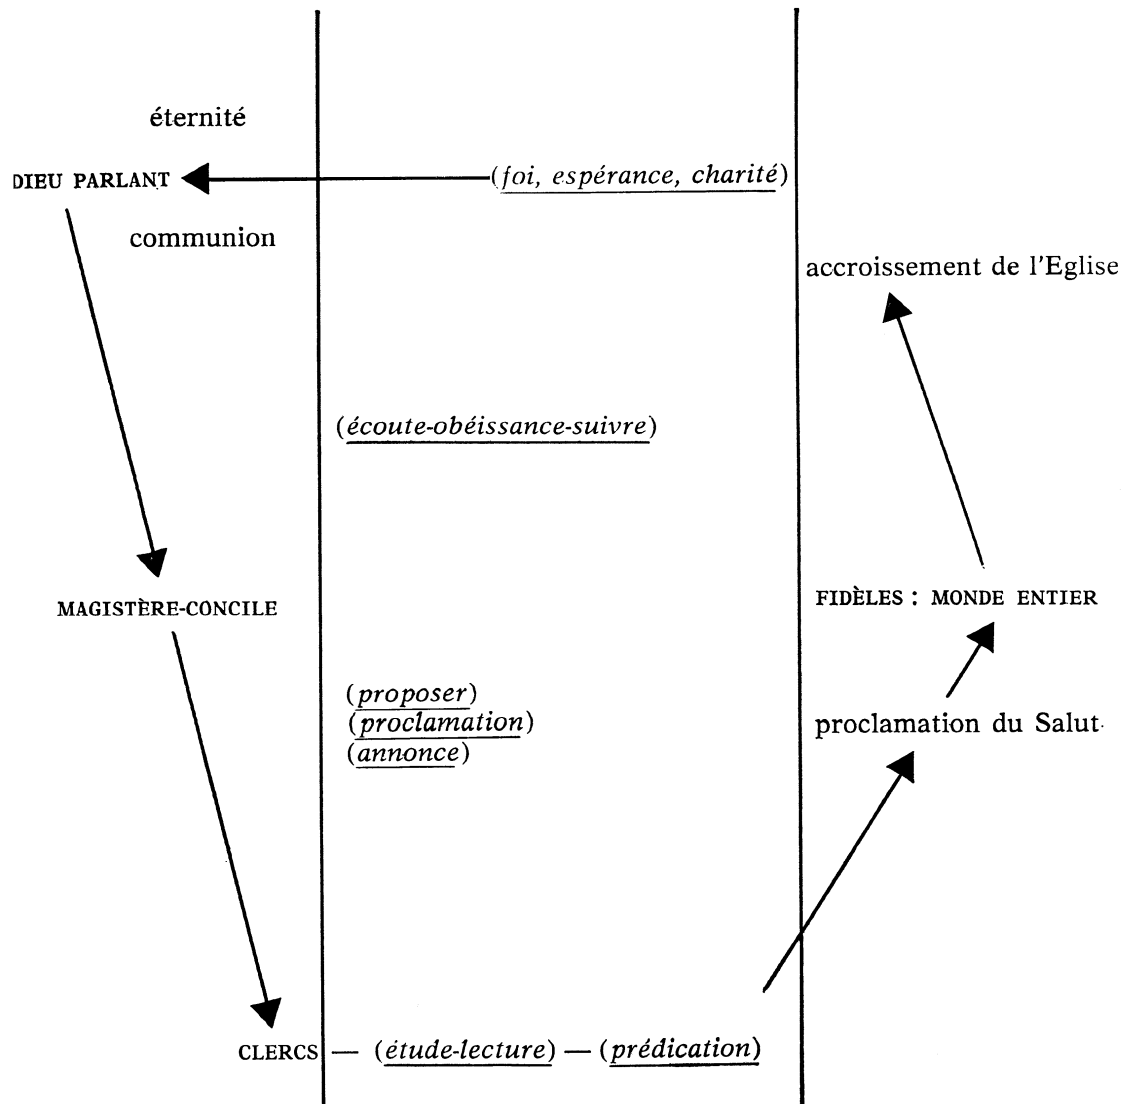 éternité
DIEU PARLANT (foi, espérance, charité)
communion
accroissement de l'Eglise
(écoute-obéissance-suivre)
MAGISTÈRE-CONCILE
FIDÈLES : MONDE ENTIER
(proposer)
(proclamation)
(annonce)
proclamation du Salut
CLERCS — (étude-lecture) — (prédication)